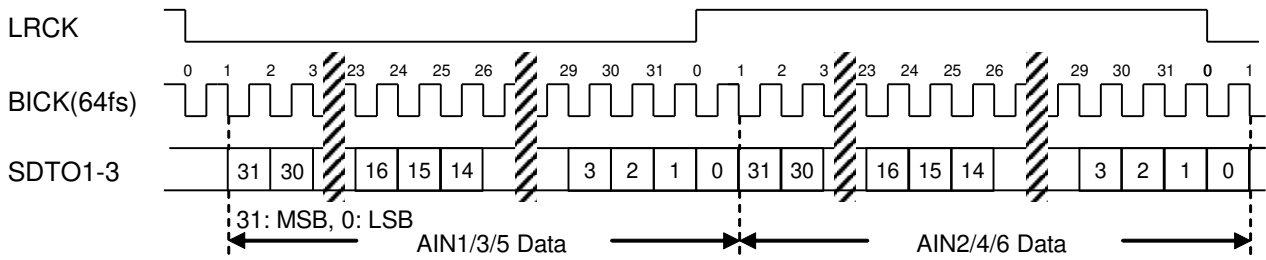 LRCK
0 1 2 3 23 24 25 26 29 30 31 0 1 2 3 23 24 25 26 29 30 31 0 1
BICK(64fs)
SDTO1-3 31 30 16 15 14 3 2 1 0 31 30 16 15 14 3 2 1 0
31: MSB, 0: LSB
AIN1/3/5 Data AIN2/4/6 Data